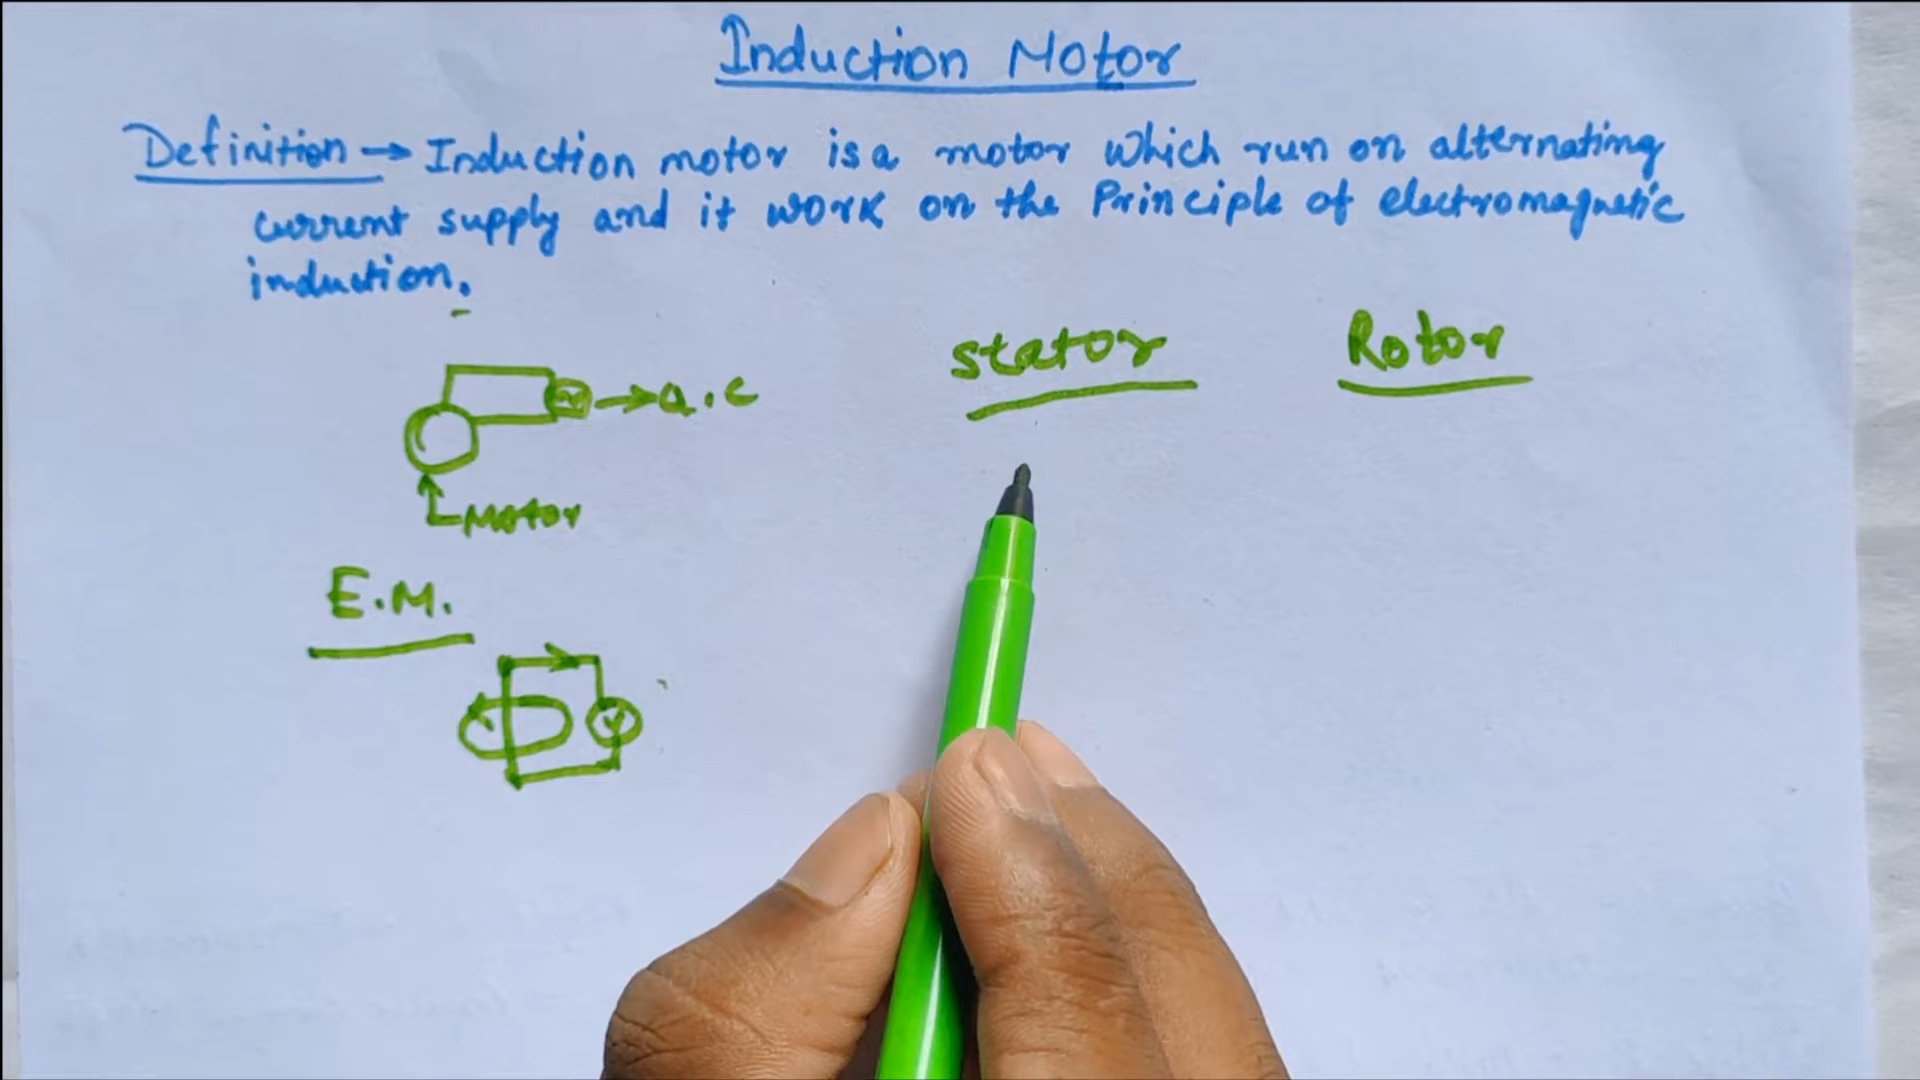 Induction Motor
Definition → Induction motor is a motor which run on alternating
current supply and it work on the Principle of electromagnetic
induction.
stator Rotor
→ a.c
Motor
E.M.
V